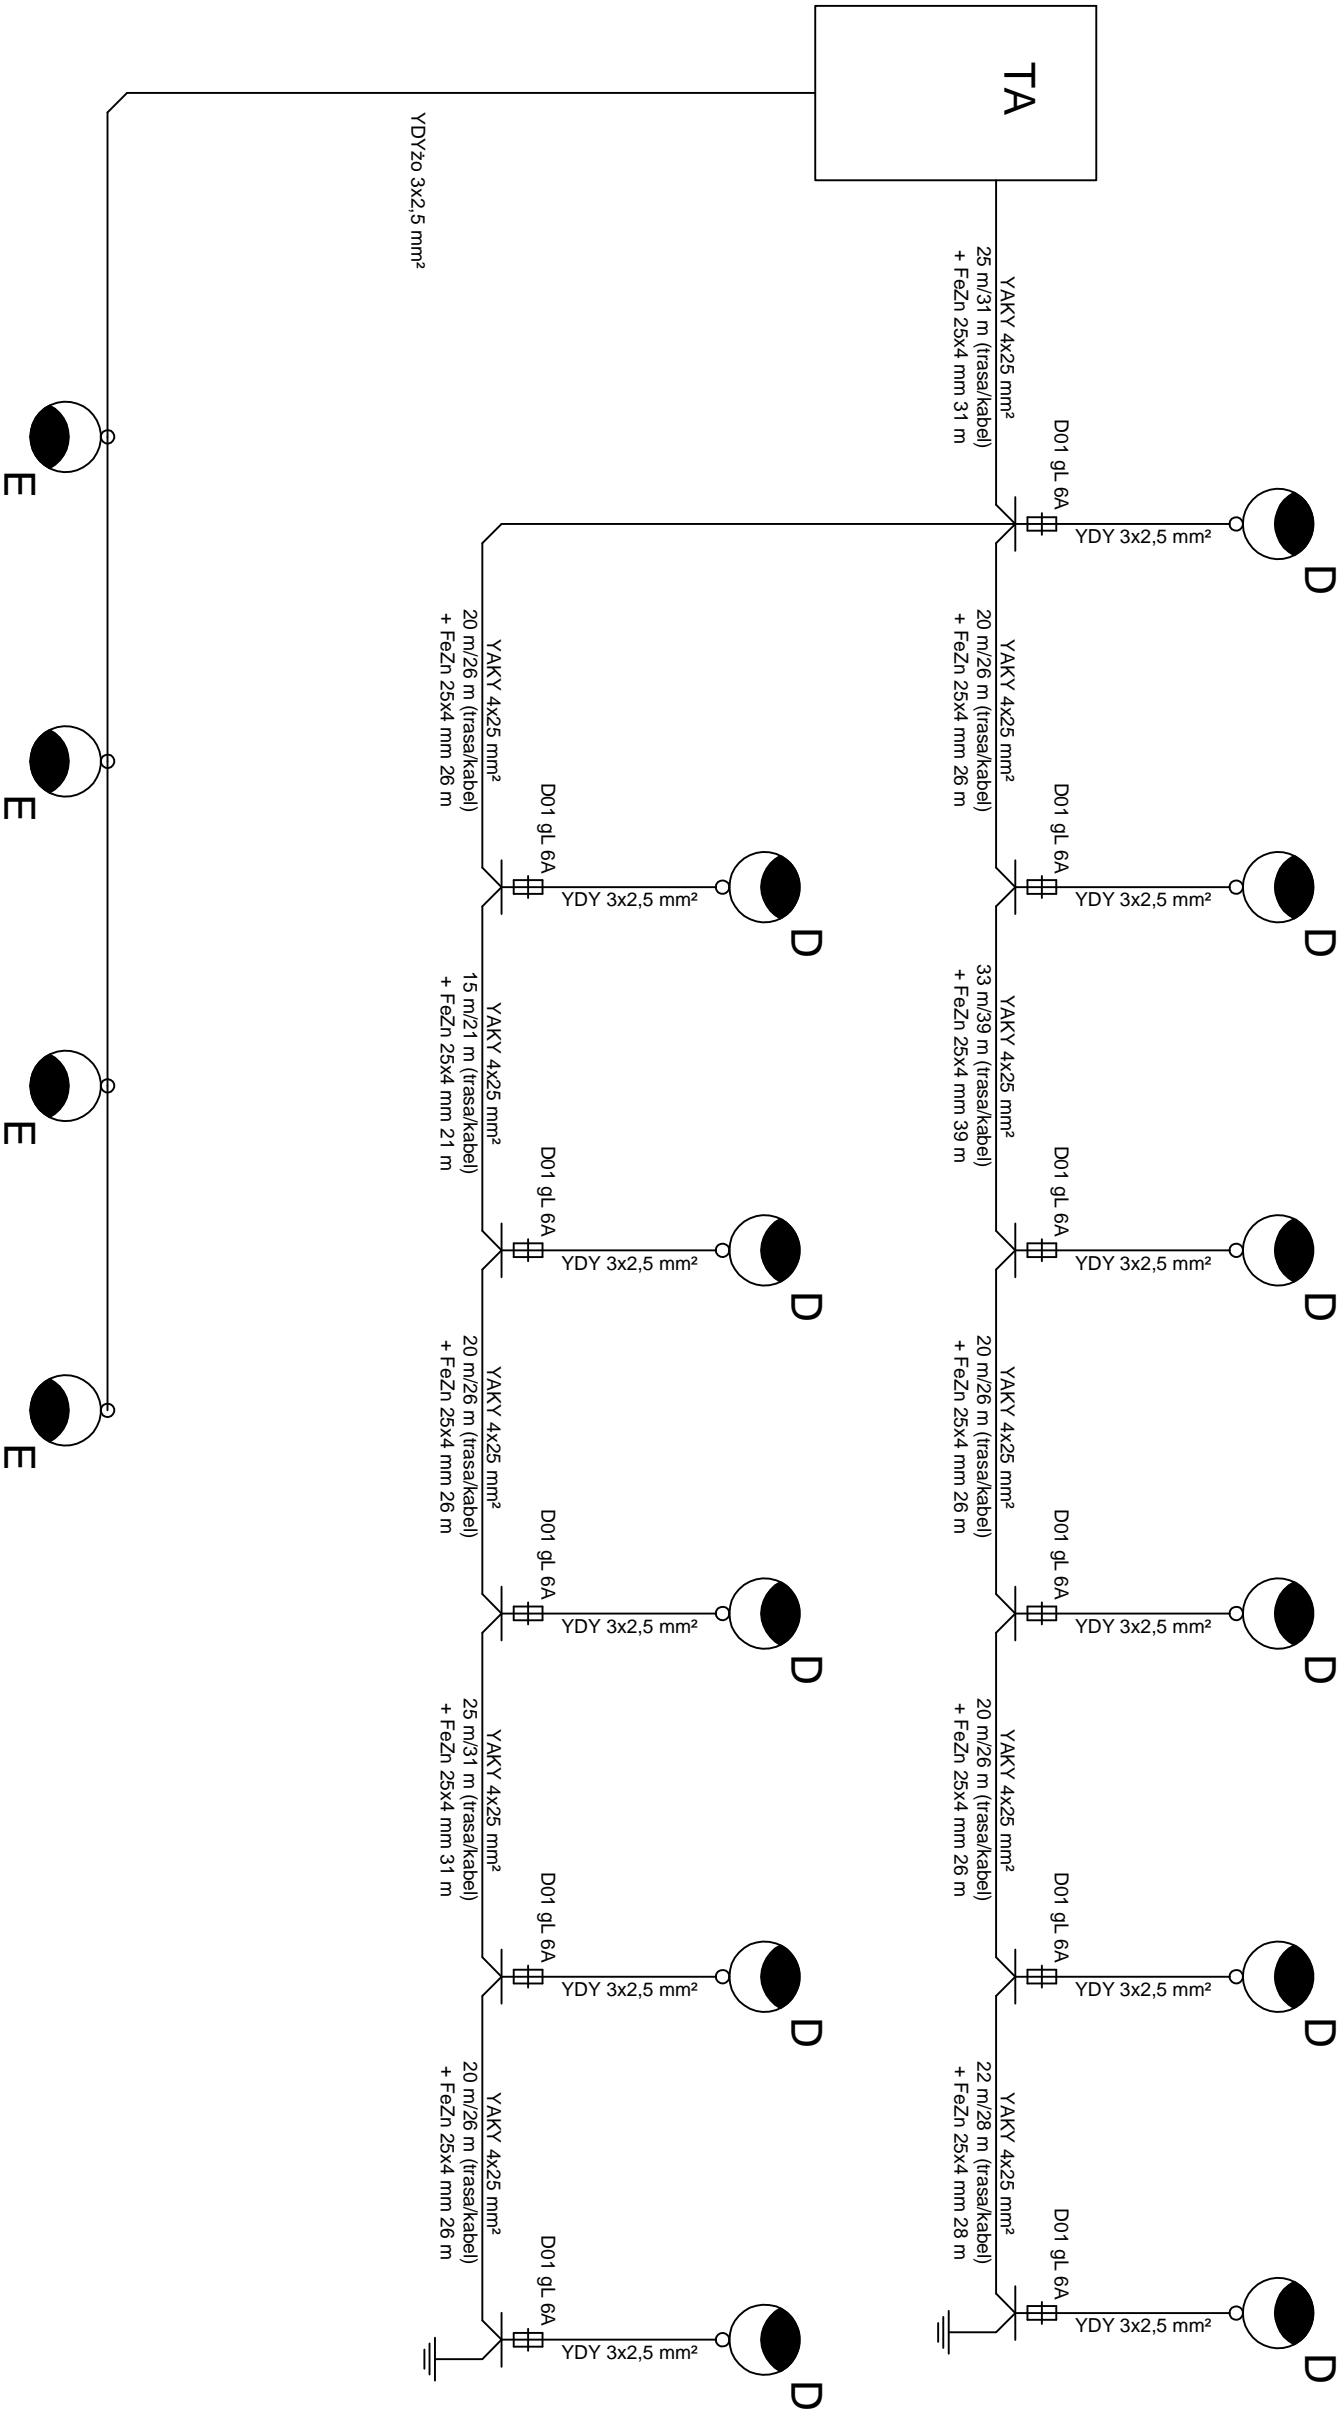 TA
YAKY 4x25 mm²
25 m/31 m (trasa/kabel)
+ FeZn 25x4 mm 31 m
D01 gL 6A
YDY 3x2,5 mm²
D
YAKY 4x25 mm²
20 m/26 m (trasa/kabel)
+ FeZn 25x4 mm 26 m
D01 gL 6A
YDY 3x2,5 mm²
D
YAKY 4x25 mm²
33 m/39 m (trasa/kabel)
+ FeZn 25x4 mm 39 m
D01 gL 6A
YDY 3x2,5 mm²
D
YAKY 4x25 mm²
20 m/26 m (trasa/kabel)
+ FeZn 25x4 mm 26 m
D01 gL 6A
YDY 3x2,5 mm²
D
YAKY 4x25 mm²
20 m/26 m (trasa/kabel)
+ FeZn 25x4 mm 26 m
D01 gL 6A
YDY 3x2,5 mm²
D
YAKY 4x25 mm²
22 m/28 m (trasa/kabel)
+ FeZn 25x4 mm 28 m
D01 gL 6A
YDY 3x2,5 mm²
D
YAKY 4x25 mm²
20 m/26 m (trasa/kabel)
+ FeZn 25x4 mm 26 m
D01 gL 6A
YDY 3x2,5 mm²
D
YAKY 4x25 mm²
15 m/21 m (trasa/kabel)
+ FeZn 25x4 mm 21 m
D01 gL 6A
YDY 3x2,5 mm²
D
YAKY 4x25 mm²
20 m/26 m (trasa/kabel)
+ FeZn 25x4 mm 26 m
D01 gL 6A
YDY 3x2,5 mm²
D
YAKY 4x25 mm²
25 m/31 m (trasa/kabel)
+ FeZn 25x4 mm 31 m
D01 gL 6A
YDY 3x2,5 mm²
D
YAKY 4x25 mm²
20 m/26 m (trasa/kabel)
+ FeZn 25x4 mm 26 m
D01 gL 6A
YDY 3x2,5 mm²
D
YDYżo 3x2,5 mm²
E
E
E
E